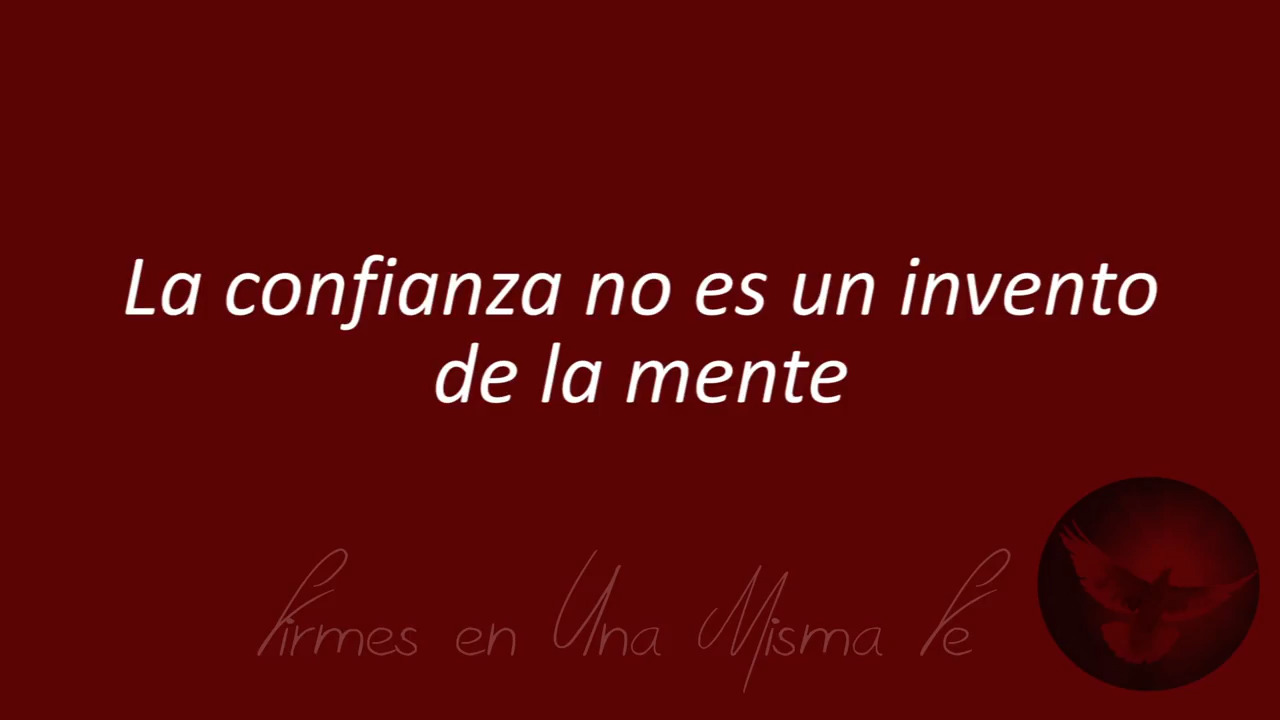 La confianza no es un invento
de la mente
Firmes en Una Misma Fe